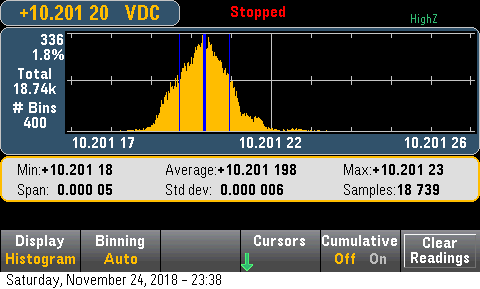 +10.201 20 VDC
Stopped
HighZ
336
1.8%
Total
18.74k
# Bins
400
10.201 17 10.201 22 10.201 26
Min:+10.201 18 Average:+10.201 198 Max:+10.201 23
Span: 0.000 05 Std dev: 0.000 006 Samples:18 739
Display Binning Cursors Cumulative Clear
Histogram Auto Off On Readings
Saturday, November 24, 2018 – 23:38